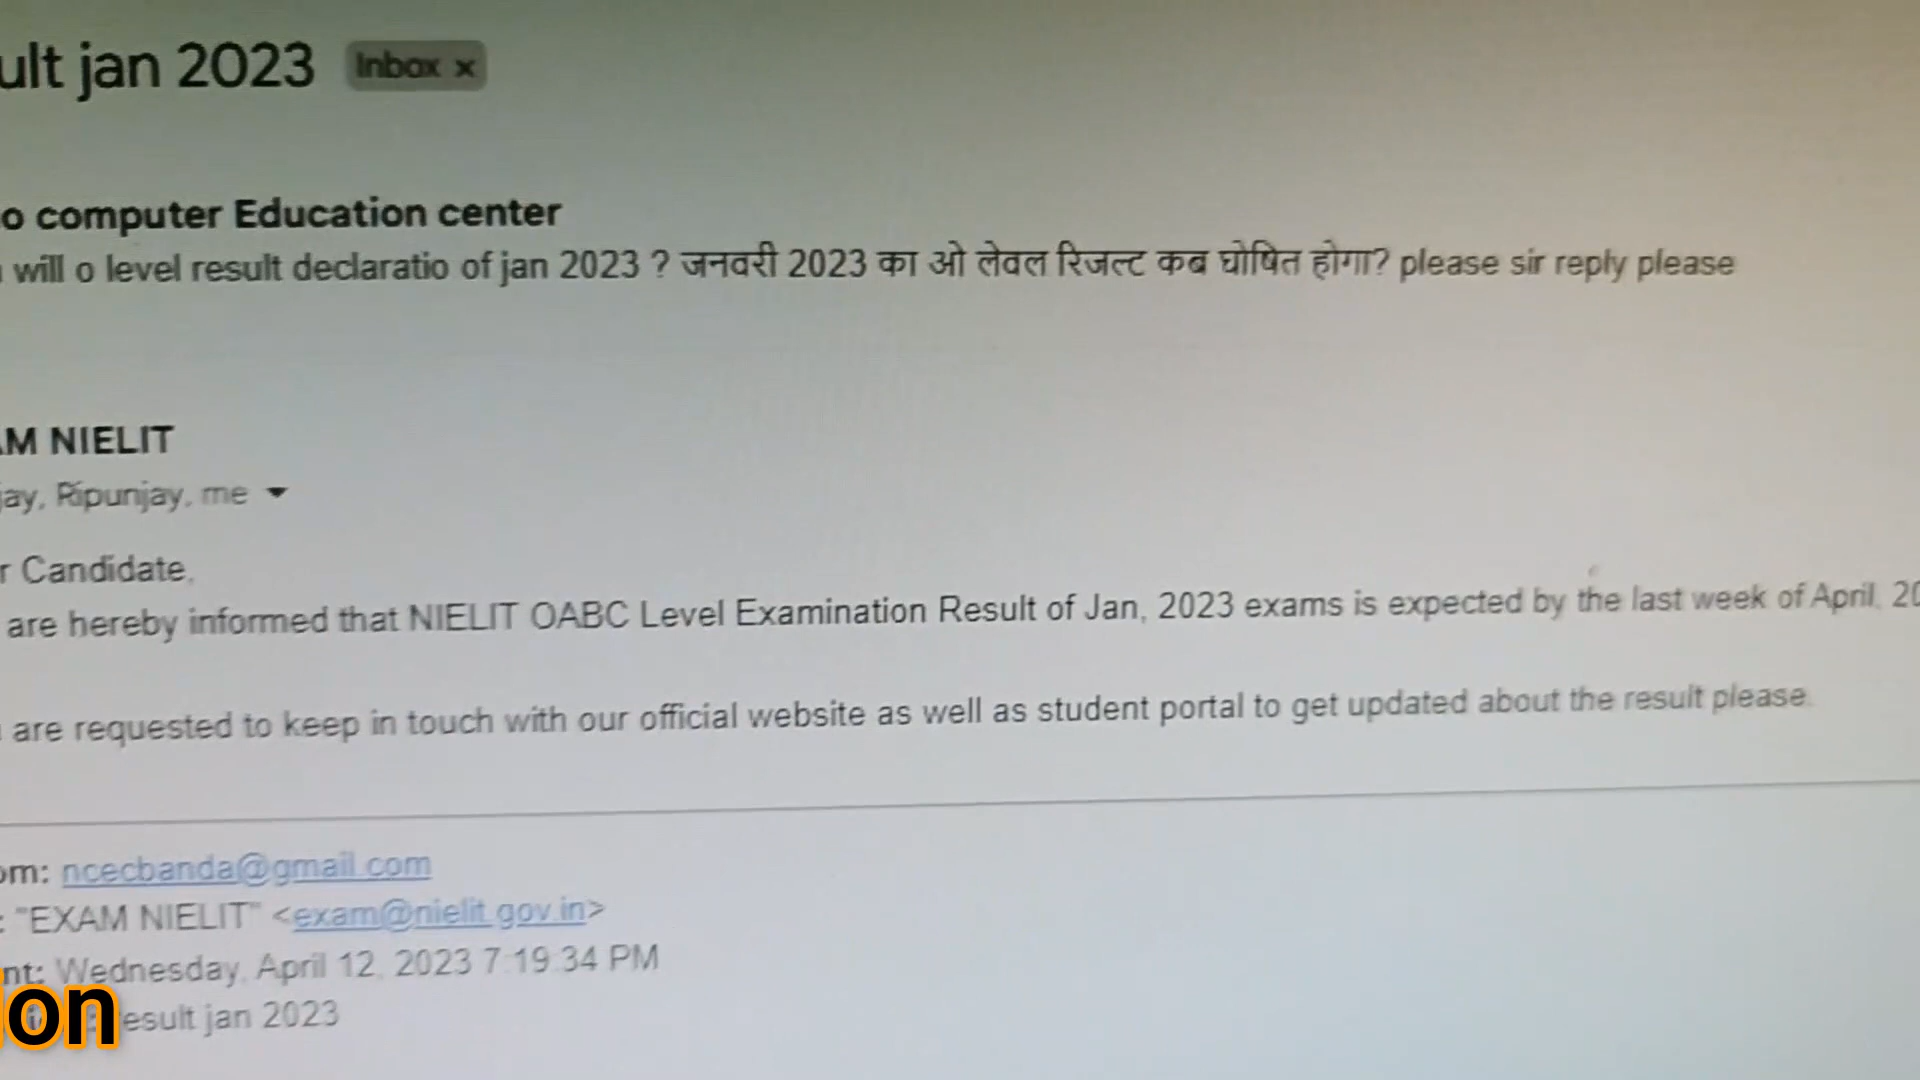 ult jan 2023 Inbox x
o computer Education center
will o level result declaratio of jan 2023 ? जनवरी 2023 का ओ लेवल रिजल्ट कब घोषित होगा? please sir reply please
AM NIELIT
jay, Ripunjay, me
r Candidate,
are hereby informed that NIELIT OABC Level Examination Result of Jan, 2023 exams is expected by the last week of April, 20
are requested to keep in touch with our official website as well as student portal to get updated about the result please.
om: ncecbanda@gmail.com
: "EXAM NIELIT" <exam@nielit.gov.in>
nt: Wednesday, April 12, 2023 7:19:34 PM
on
esult jan 2023